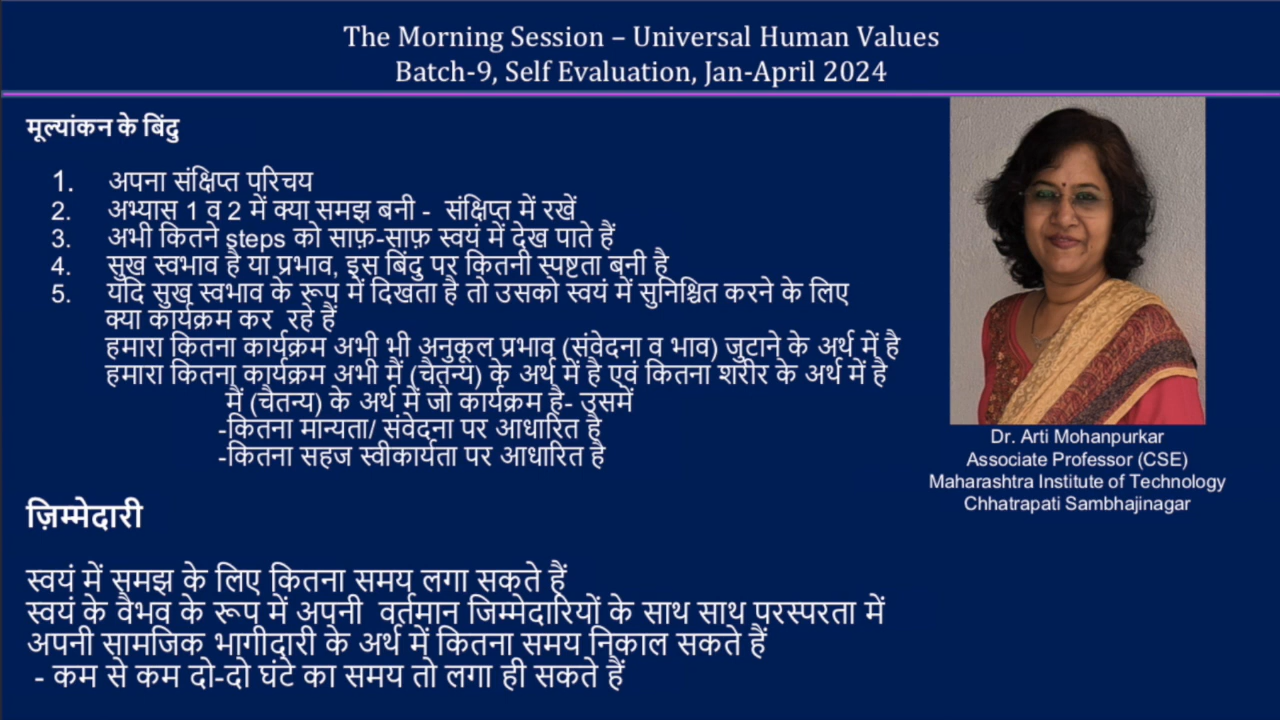 The Morning Session – Universal Human Values
Batch-9, Self Evaluation, Jan-April 2024
मूल्यांकन के बिंदु
1. अपना संक्षिप्त परिचय
2. अभ्यास 1 व 2 में क्या समझ बनी - संक्षिप्त में रखें
3. अभी कितने steps को साफ़-साफ़ स्वयं में देख पाते हैं
4. सुख स्वभाव है या प्रभाव, इस बिंदु पर कितनी स्पष्टता बनी है
5. यदि सुख स्वभाव के रूप में दिखता है तो उसको स्वयं में सुनिश्चित करने के लिए
क्या कार्यक्रम कर रहे हैं
हमारा कितना कार्यक्रम अभी भी अनुकूल प्रभाव (संवेदना व भाव) जुटाने के अर्थ में है
हमारा कितना कार्यक्रम अभी मैं (चैतन्य) के अर्थ में है एवं कितना शरीर के अर्थ में है
मैं (चैतन्य) के अर्थ में जो कार्यक्रम है- उसमें
-कितना मान्यता/ संवेदना पर आधारित है
-कितना सहज स्वीकार्यता पर आधारित है
Dr. Arti Mohanpurkar
Associate Professor (CSE)
Maharashtra Institute of Technology
Chhatrapati Sambhajinagar
ज़िम्मेदारी
स्वयं में समझ के लिए कितना समय लगा सकते हैं
स्वयं के वैभव के रूप में अपनी वर्तमान जिम्मेदारियों के साथ साथ परस्परता में
अपनी सामजिक भागीदारी के अर्थ में कितना समय निकाल सकते हैं
- कम से कम दो-दो घंटे का समय तो लगा ही सकते हैं